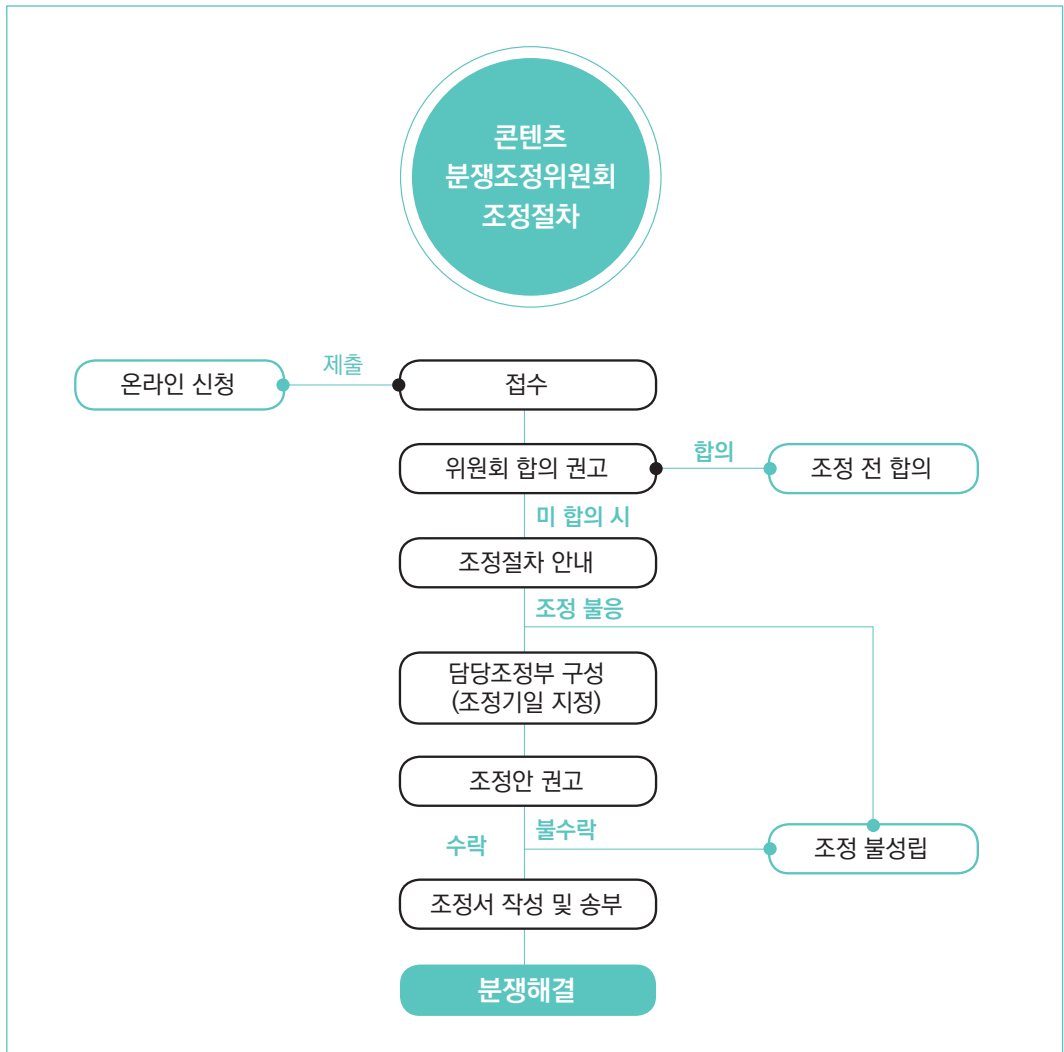 콘텐츠
분쟁조정위원회
조정절차
온라인 신청
제출
접수
위원회 합의 권고
합의
조정 전 합의
미 합의 시
조정절차 안내
조정 불응
담당조정부 구성
(조정기일 지정)
조정안 권고
수락
불수락
조정 불성립
조정서 작성 및 송부
분쟁해결